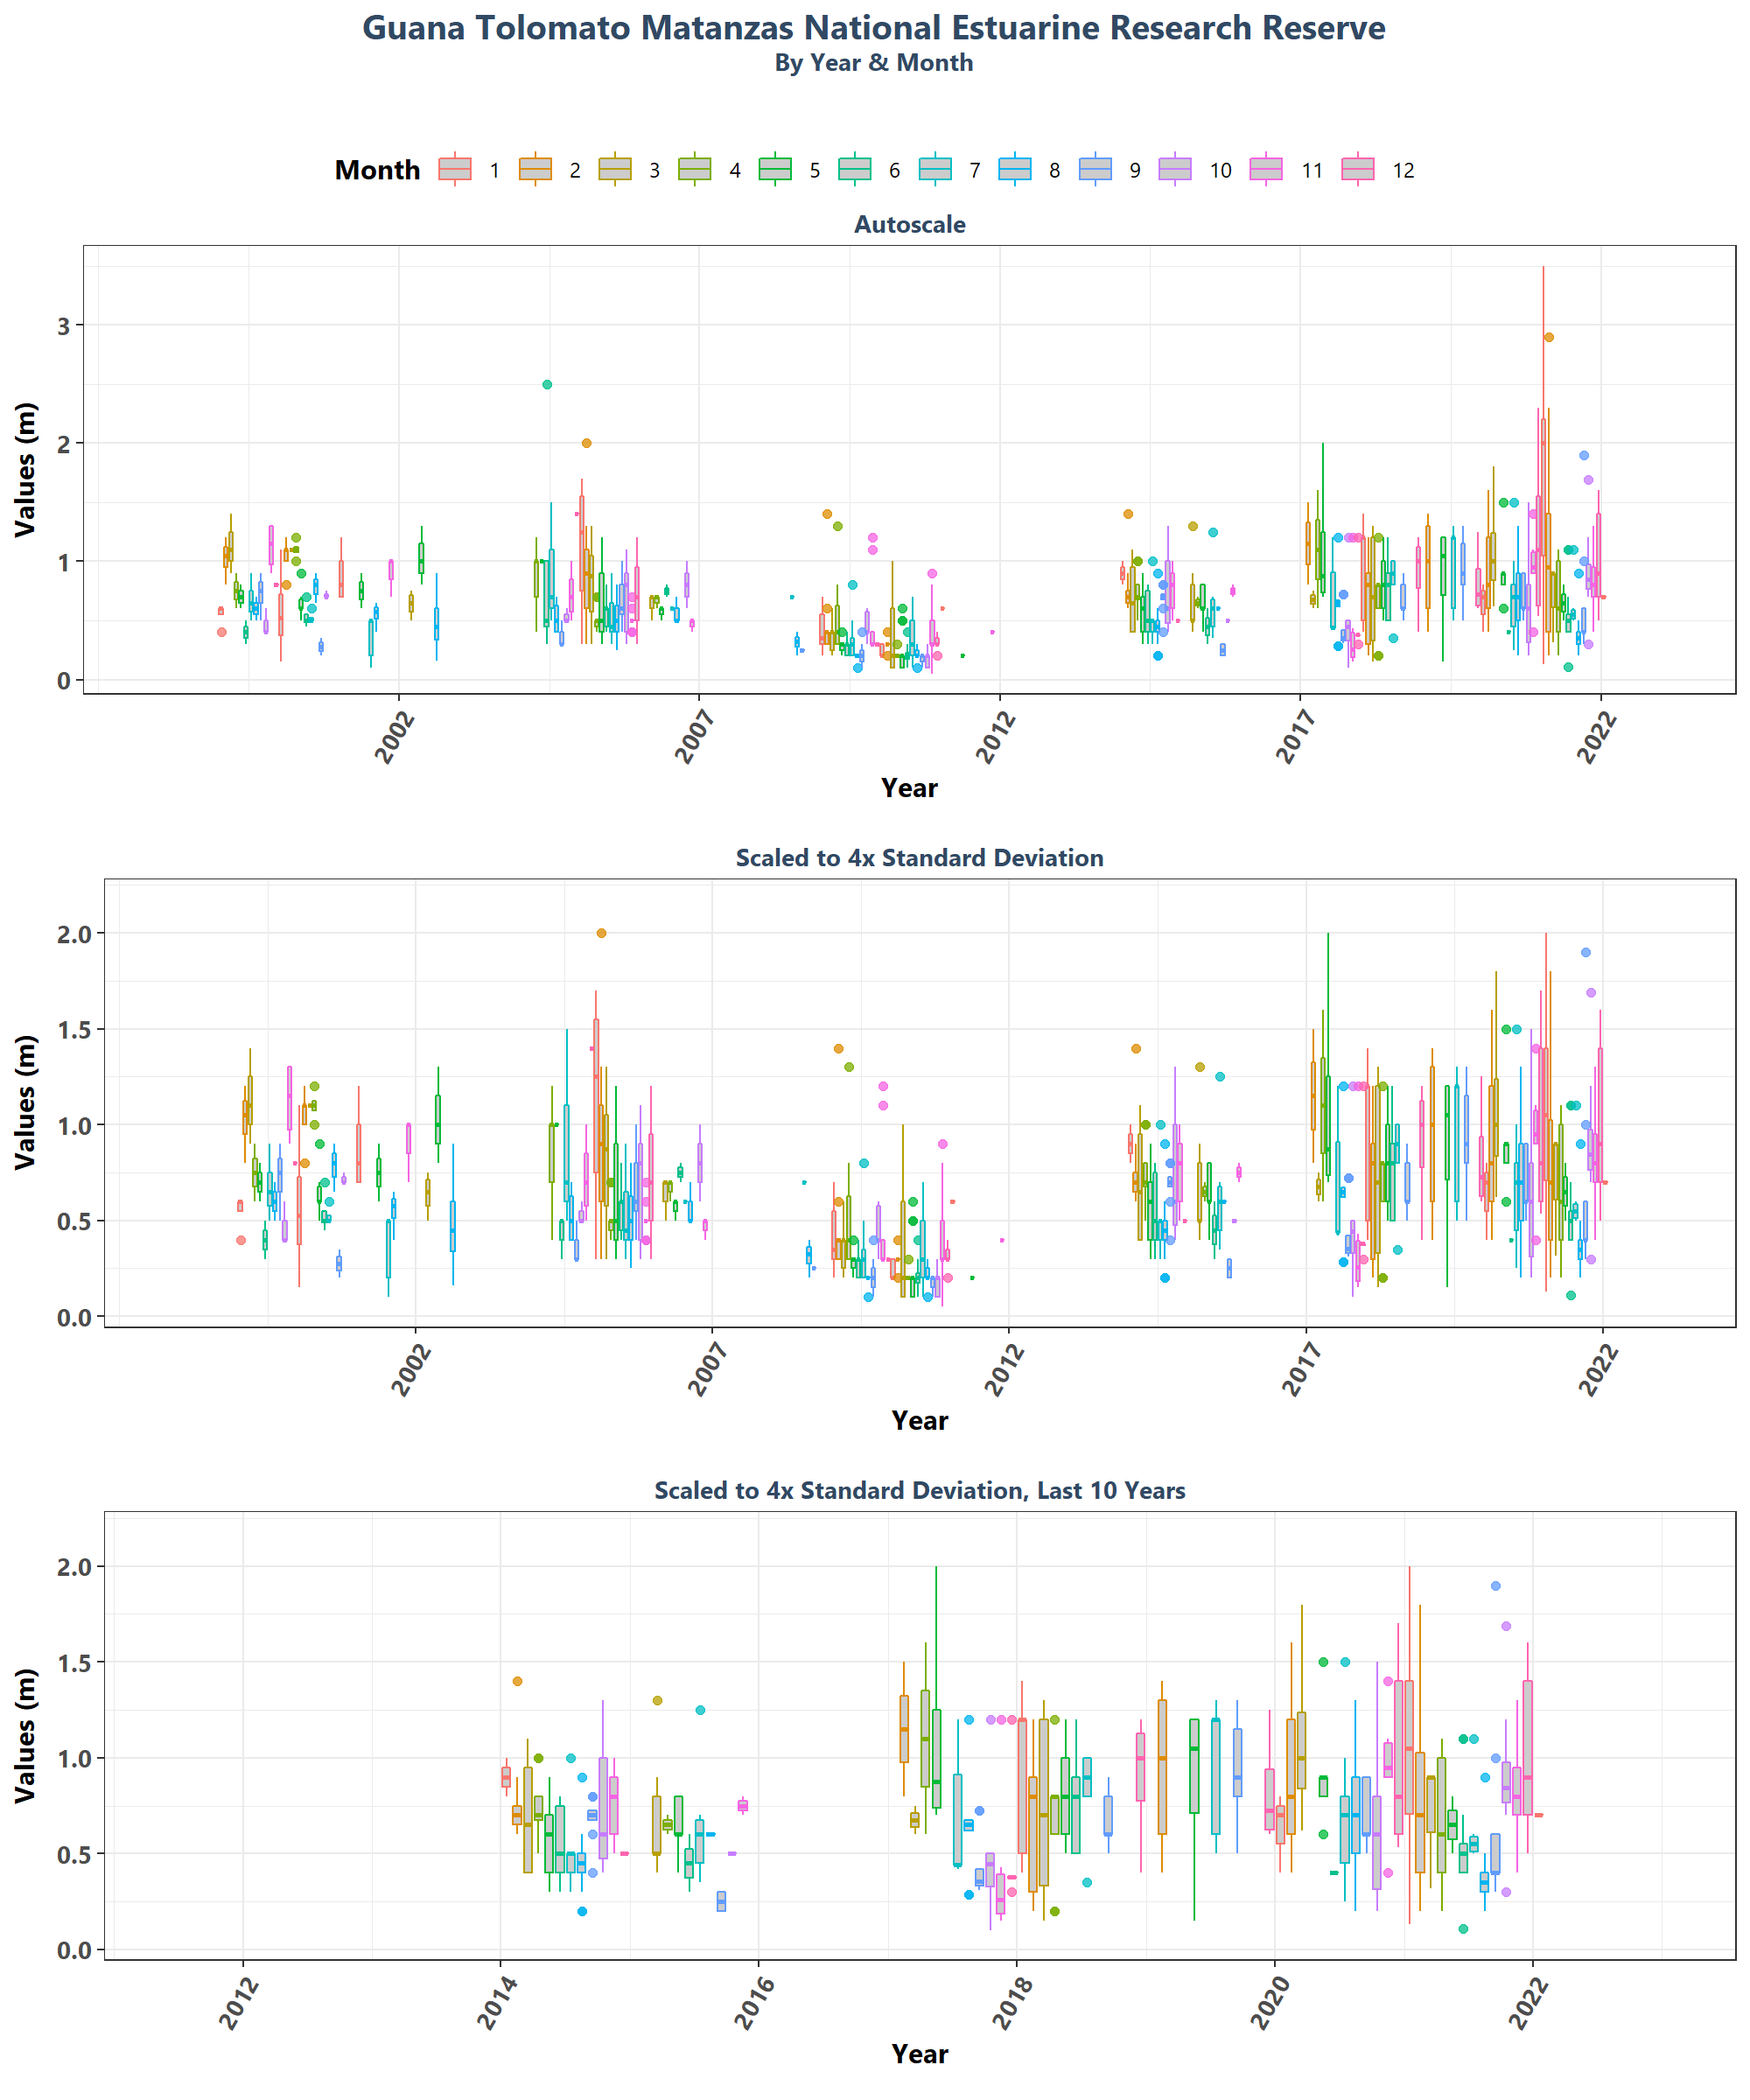 Guana Tolomato Matanzas National Estuarine Research Reserve
By Year & Month
Month 1 2 3 4 5 6 7 8 9 10 11 12
Autoscale
Values (m)
3
2
1
0
2002 2007 2012 2017 2022
Year
Scaled to 4x Standard Deviation
Values (m)
2.0
1.5
1.0
0.5
0.0
2002 2007 2012 2017 2022
Year
Scaled to 4x Standard Deviation, Last 10 Years
Values (m)
2.0
1.5
1.0
0.5
0.0
2012 2014 2016 2018 2020 2022
Year